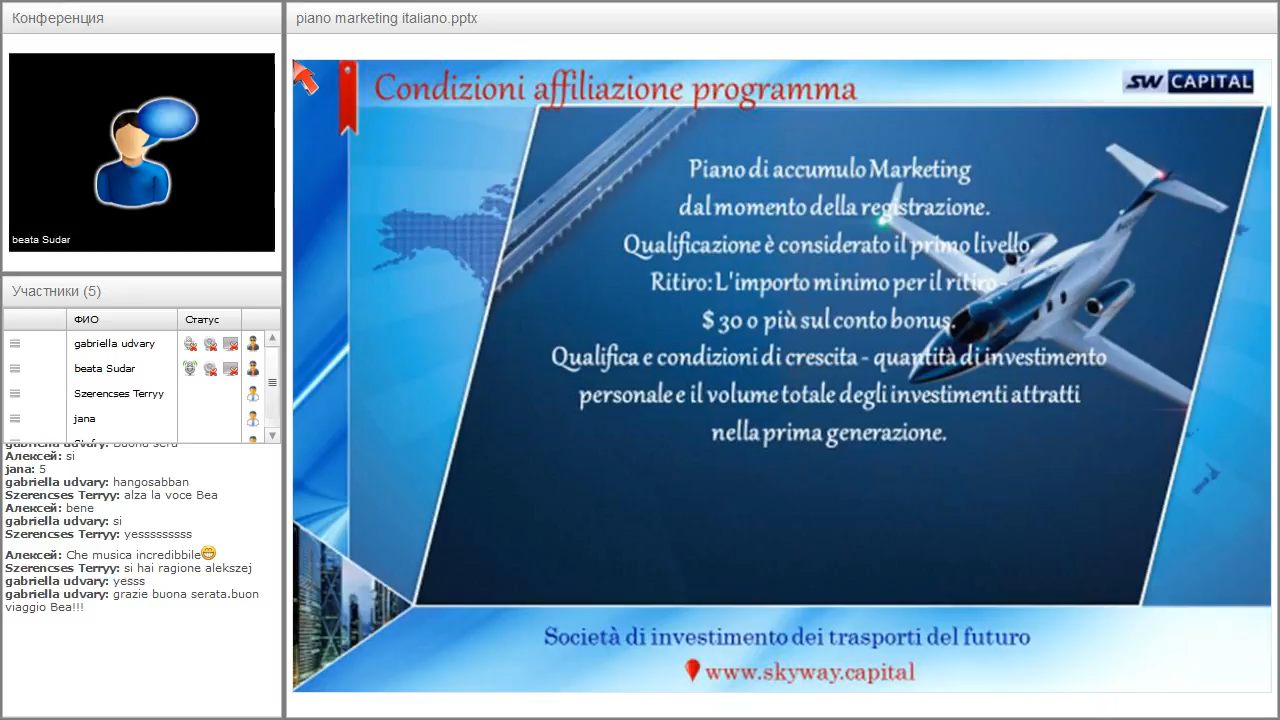 Конференция
beata Sudar
Участники (5)
ФИО
Статус
gabriella udvary
beata Sudar
Szerencses Terryy
jana
gabriella udvary: Buona sera
Алексей: si
jana: 5
gabriella udvary: hangosabban
Szerencses Terryy: alza la voce Bea
Алексей: bene
gabriella udvary: si
Szerencses Terryy: yesssssssss
Алексей: Che musica incredibbile
Szerencses Terryy: si hai ragione alekszej
gabriella udvary: yesss
gabriella udvary: grazie buona serata.buon
viaggio Bea!!!
piano marketing italiano.pptx
Condizioni affiliazione programma
SW CAPITAL
Piano di accumulo Marketing
dal momento della registrazione.
Qualificazione è considerato il primo livello
Ritiro: L'importo minimo per il ritiro -
$ 30 o più sul conto bonus.
Qualifica e condizioni di crescita - quantità di investimento
personale e il volume totale degli investimenti attratti
nella prima generazione.
Società di investimento dei trasporti del futuro
www.skyway.capital